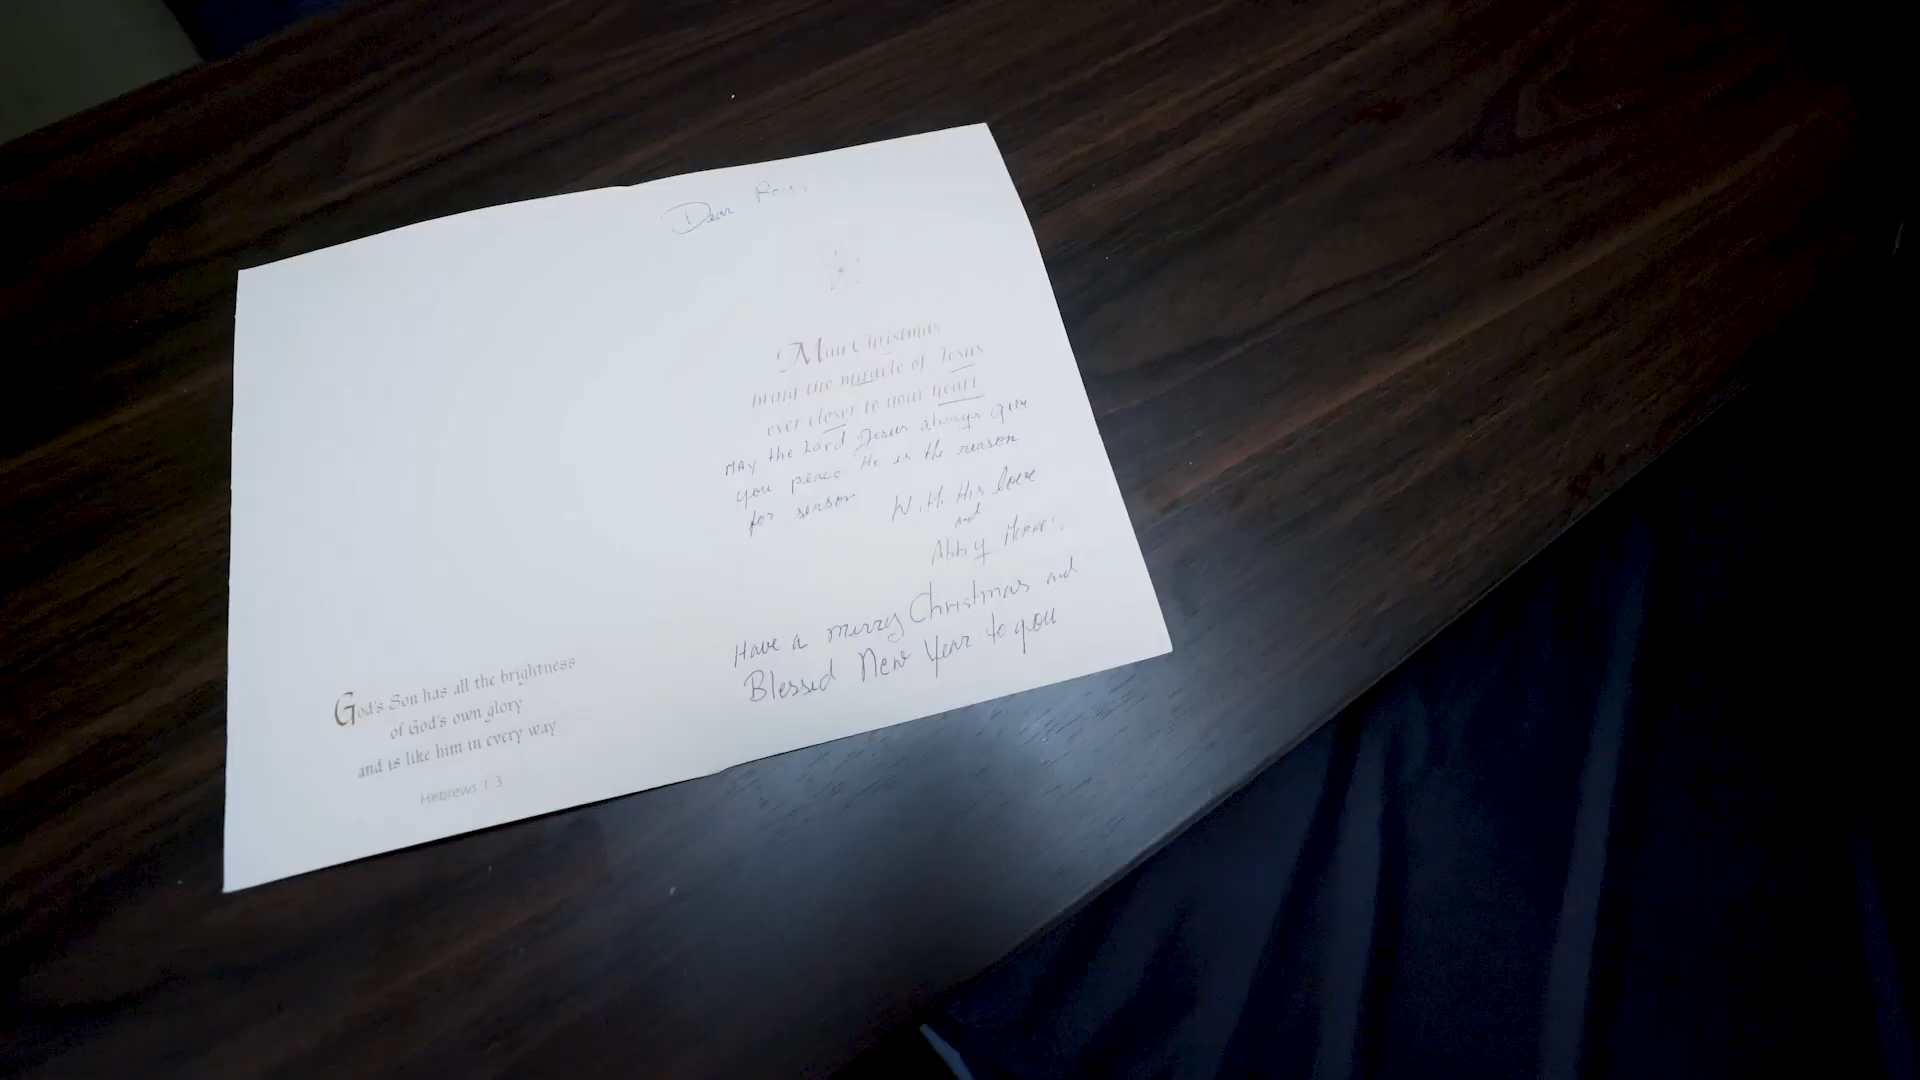 God's Son has all the brightness
of God's own glory
and is like him in every way
Hebrews 1:3
Dear
Christmas
bring the miracle of Jesus
ever closer to your heart
MAY the Lord Jesus always give
you peace He is the reason
for season
With His love
and
Abby
Have a merry Christmas and
Blessed New Year to you.